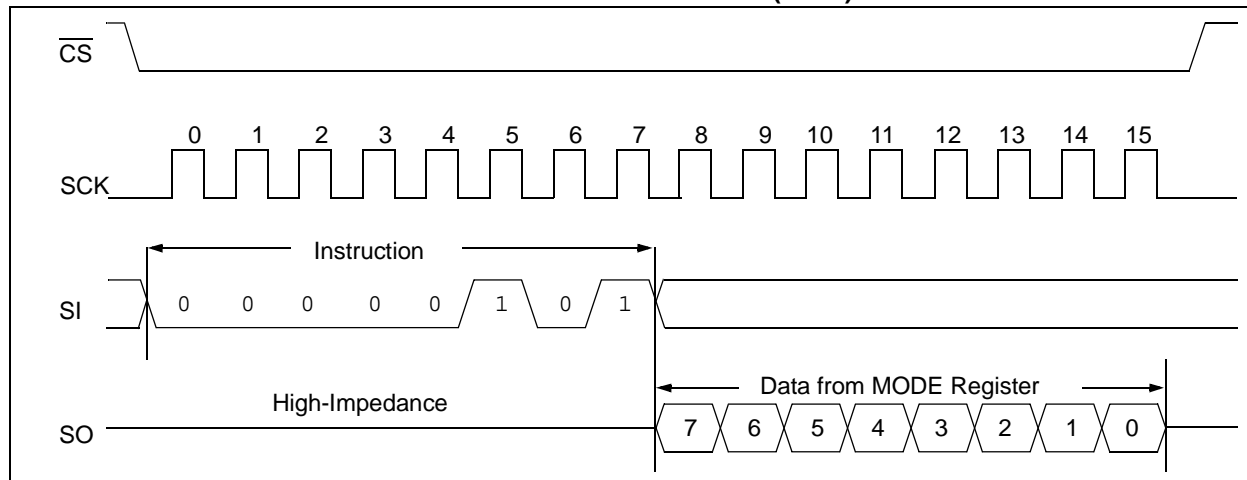 CS
0 1 2 3 4 5 6 7 8 9 10 11 12 13 14 15
SCK
Instruction
SI 0 0 0 0 0 1 0 1
Data from MODE Register
High-Impedance
SO 7 6 5 4 3 2 1 0